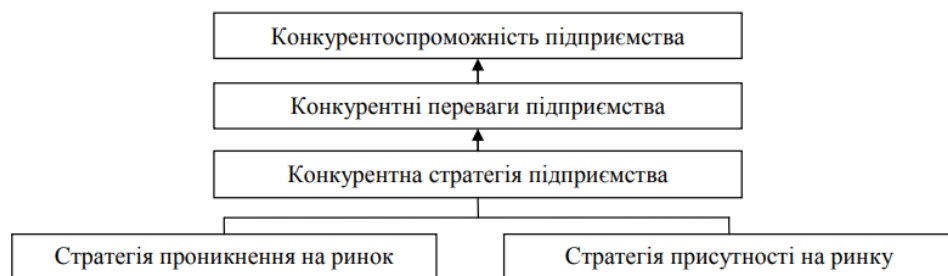 Конкурентоспроможність підприємства
Конкурентні переваги підприємства
Конкурентна стратегія підприємства
Стратегія проникнення на ринок
Стратегія присутності на ринку